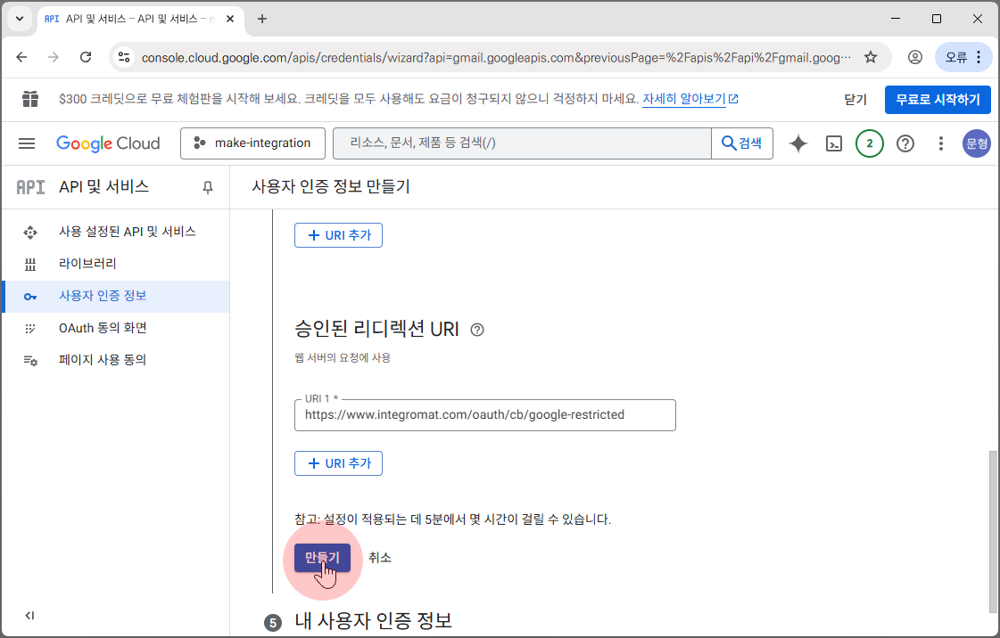 API API 및 서비스 – API 및 서비스 –
console.cloud.google.com/apis/credentials/wizard?api=gmail.googleapis.com&previousPage=%2Fapis%2Fapi%2Fgmail.goog… 오류
$300 크레딧으로 무료 체험판을 시작해 보세요. 크레딧을 모두 사용해도 요금이 청구되지 않으니 걱정하지 마세요. 자세히 알아보기 닫기 무료로 시작하기
Google Cloud make-integration 리소스, 문서, 제품 등 검색(/) 검색 2 문형
API API 및 서비스
사용자 인증 정보 만들기
사용 설정된 API 및 서비스
라이브러리
사용자 인증 정보
OAuth 동의 화면
페이지 사용 동의
URI 추가
승인된 리디렉션 URI
웹 서버의 요청에 사용
URI 1 *
https://www.integromat.com/oauth/cb/google-restricted
URI 추가
참고: 설정이 적용되는 데 5분에서 몇 시간이 걸릴 수 있습니다.
만들기 취소
5 내 사용자 인증 정보